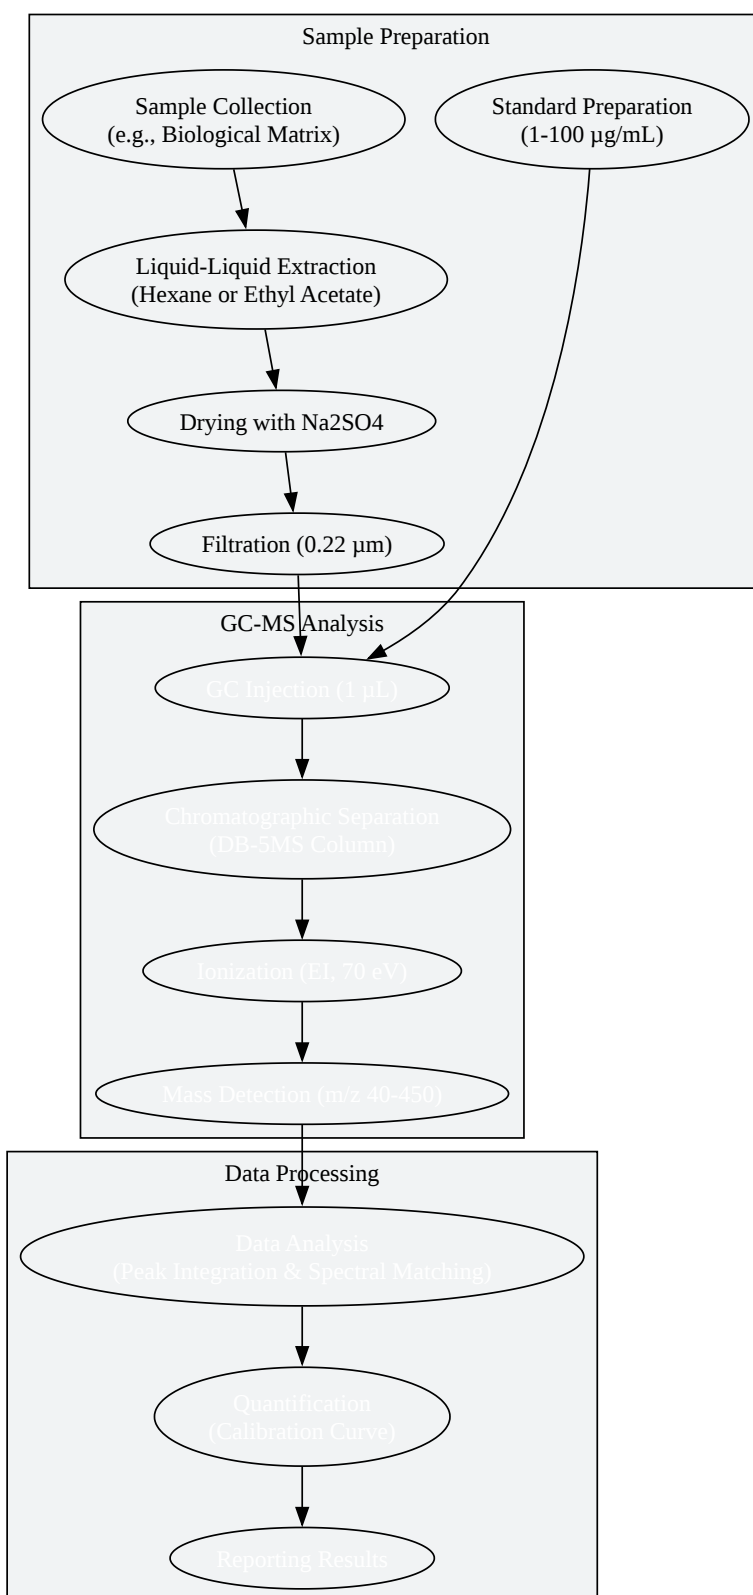 Sample Preparation
Sample Collection
(e.g., Biological Matrix)
Standard Preparation
(1-100 µg/mL)
Liquid-Liquid Extraction
(Hexane or Ethyl Acetate)
Drying with Na2SO4
Filtration (0.22 µm)
GC-MS Analysis
GC Injection (1 µL)
Chromatographic Separation
(DB-5MS Column)
Ionization (EI, 70 eV)
Mass Detection (m/z 40-450)
Data Processing
Data Analysis
(Peak Integration & Spectral Matching)
Quantification
(Calibration Curve)
Reporting Results